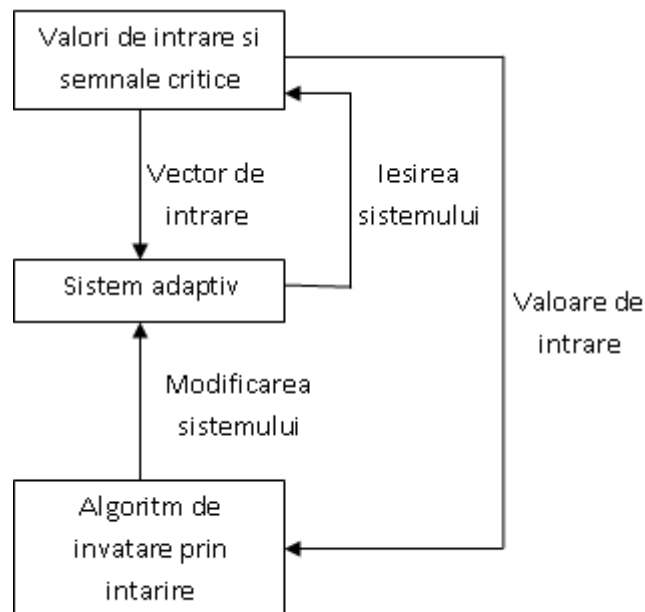 Valori de intrare si
semnale critice
Vector de
intrare
Iesirea
sistemului
Sistem adaptiv
Valoare de
intrare
Modificarea
sistemului
Algoritm de
invatare prin
intarire